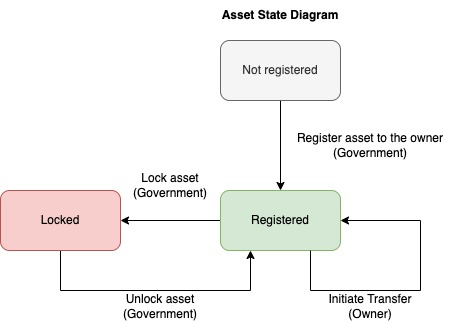 Asset State Diagram
Not registered
Register asset to the owner
(Government)
Lock asset
(Government)
Locked
Registered
Unlock asset
(Government)
Initiate Transfer
(Owner)